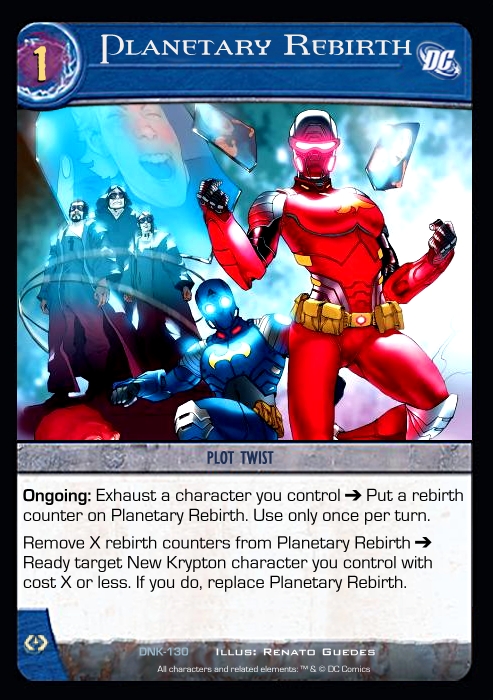 1
PLANETARY REBIRTH
DC
PLOT TWIST
Ongoing: Exhaust a character you control ➔ Put a rebirth
counter on Planetary Rebirth. Use only once per turn.
Remove X rebirth counters from Planetary Rebirth ➔
Ready target New Krypton character you control with
cost X or less. If you do, replace Planetary Rebirth.
DNK-130 ILLUS: RENATO GUEDES
All characters and related elements: ™ & © DC Comics